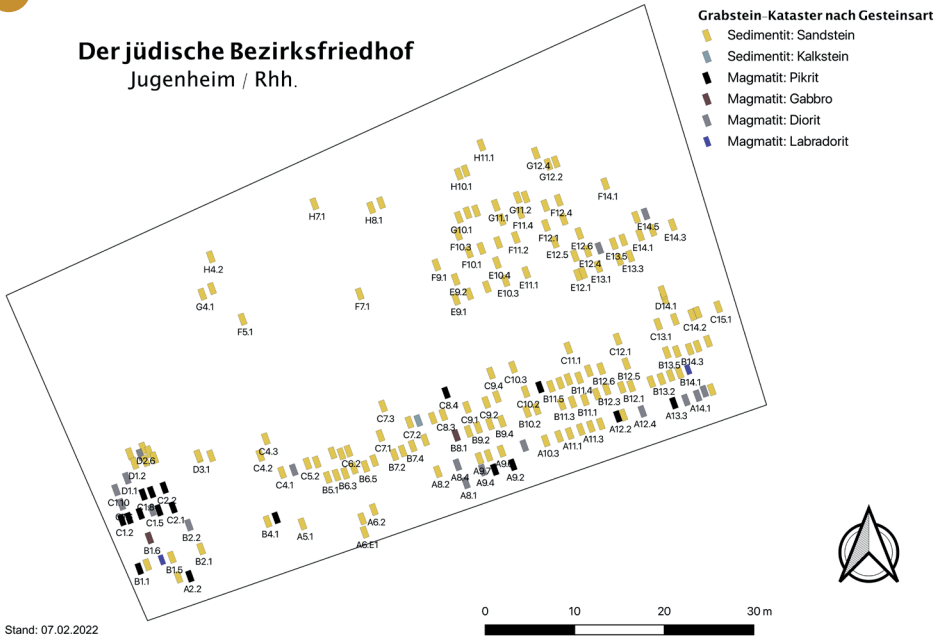 Der jüdische Bezirksfriedhof
Jugenheim / Rhh.
Grabstein-Kataster nach Gesteinsart
Sedimentit: Sandstein
Sedimentit: Kalkstein
Magmatit: Pikrit
Magmatit: Gabbro
Magmatit: Diorit
Magmatit: Labradorit
H11.1
G12.4
G12.2
H10.1
F14.1
H7.1
H8.1
G11.2
G11.1
F12.4
F11.4
G10.1
E14.5
E14.3
F12.1
F10.3
F11.2
E12.6
E14.1
E12.5
E13.5
H4.2
F10.1
E12.4
E13.3
F9.1
E10.4
E13.1
E11.1
E12.1
E9.2
E10.3
G4.1
F7.1
E9.1
D14.1
F5.1
C15.1
C13.1
C14.2
C12.1
C11.1
B14.3
B13.5
C10.3
B12.5
B12.6
B14.1
C9.4
B11.4
B13.2
C8.4
B11.5
B12.3
B12.1
C10.2
C9.2
A14.1
C9.1
B11.1
A13.3
C7.3
B11.3
C8.3
B10.2
A12.4
C7.2
B9.4
A12.2
B9.2
A11.3
C7.1
B8.1
A11.1
C4.3
B7.4
A10.3
D2.6
B7.2
C6.2
C4.2
D3.1
C5.2
B6.5
A9.7
D1.2
C4.1
B6.3
A8.4
A9.4
A9.2
B5.1
A8.2
D1.1
A8.1
C1.10
C2.2
C1.8
C2.1
C1.5
A6.2
C1.2
B4.1
A5.1
B2.2
A6.E1
B1.6
B2.1
B1.5
B1.1
A2.2
0 10 20 30 m
Stand: 07.02.2022